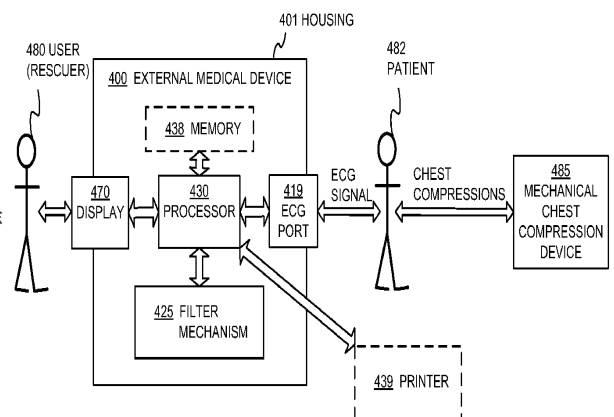 401 HOUSING
480 USER
(RESCUER)
400 EXTERNAL MEDICAL DEVICE
482
PATIENT
438 MEMORY
470
DISPLAY
430
PROCESSOR
419
ECG
PORT
ECG
SIGNAL
CHEST
COMPRESSIONS
485
MECHANICAL
CHEST
COMPRESSION
DEVICE
425 FILTER
MECHANISM
439 PRINTER